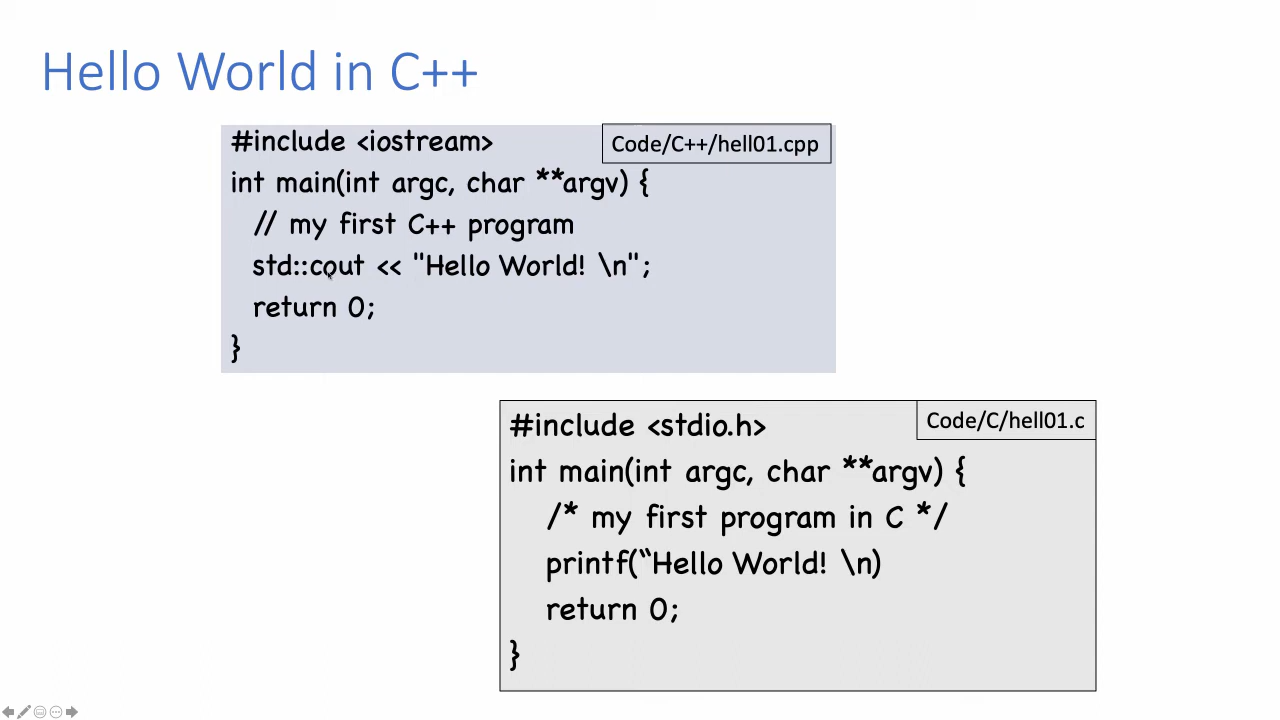 Hello World in C++
#include <iostream>
Code/C++/hell01.cpp
int main(int argc, char **argv) {
// my first C++ program
std::cout << "Hello World! \n";
return 0;
}
#include <stdio.h>
Code/C/hell01.c
int main(int argc, char **argv) {
/* my first program in C */
printf(“Hello World! \n)
return 0;
}